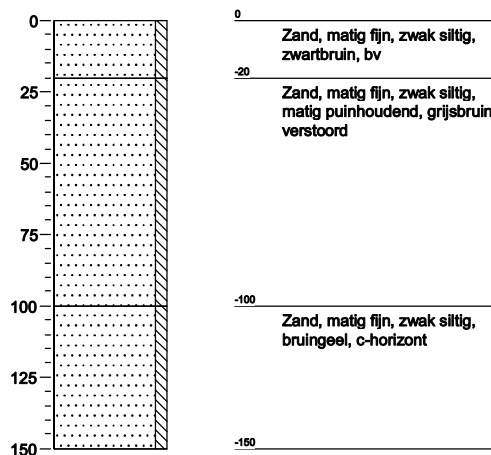 0
25
50
75
100
125
150
0
Zand, matig fijn, zwak siltig,
zwartbruin, bv
-20
Zand, matig fijn, zwak siltig,
matig puinhoudend, grijsbruin
verstoord
-100
Zand, matig fijn, zwak siltig,
bruingeel, c-horizont
-150